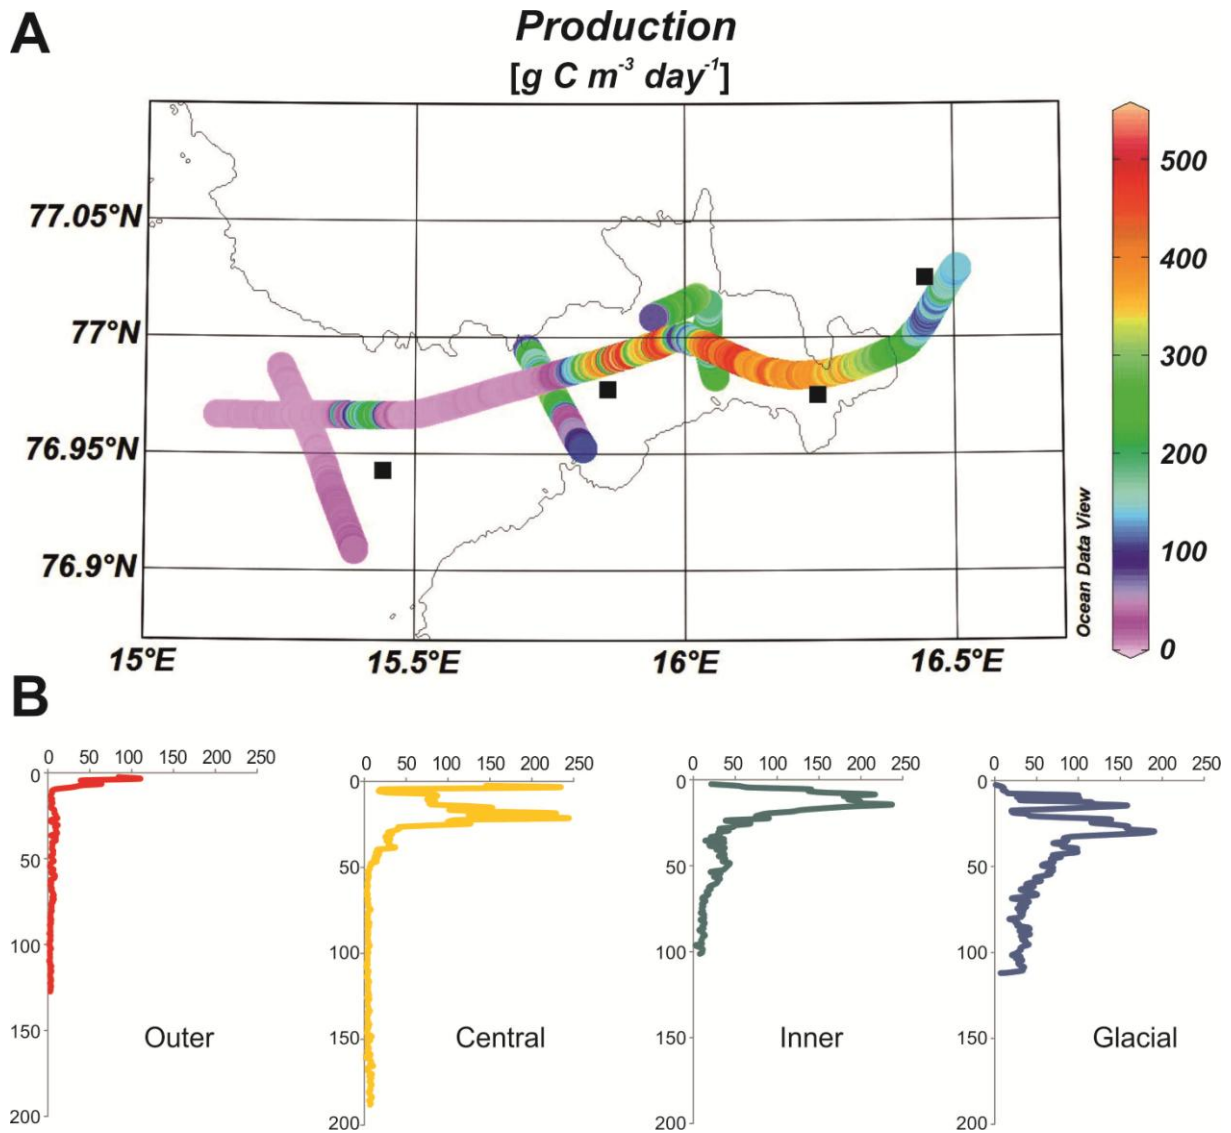 A
Production
[g C m-3 day-1]
77.05°N
77°N
76.95°N
76.9°N
15°E 15.5°E 16°E 16.5°E
500
400
300
200
100
0
Ocean Data View
B
0 50 100 150 200 250
0
50
100
150
200
Outer
0 50 100 150 200 250
0
50
100
150
200
Central
0 50 100 150 200 250
0
50
100
150
200
Inner
0 50 100 150 200 250
0
50
100
150
200
Glacial